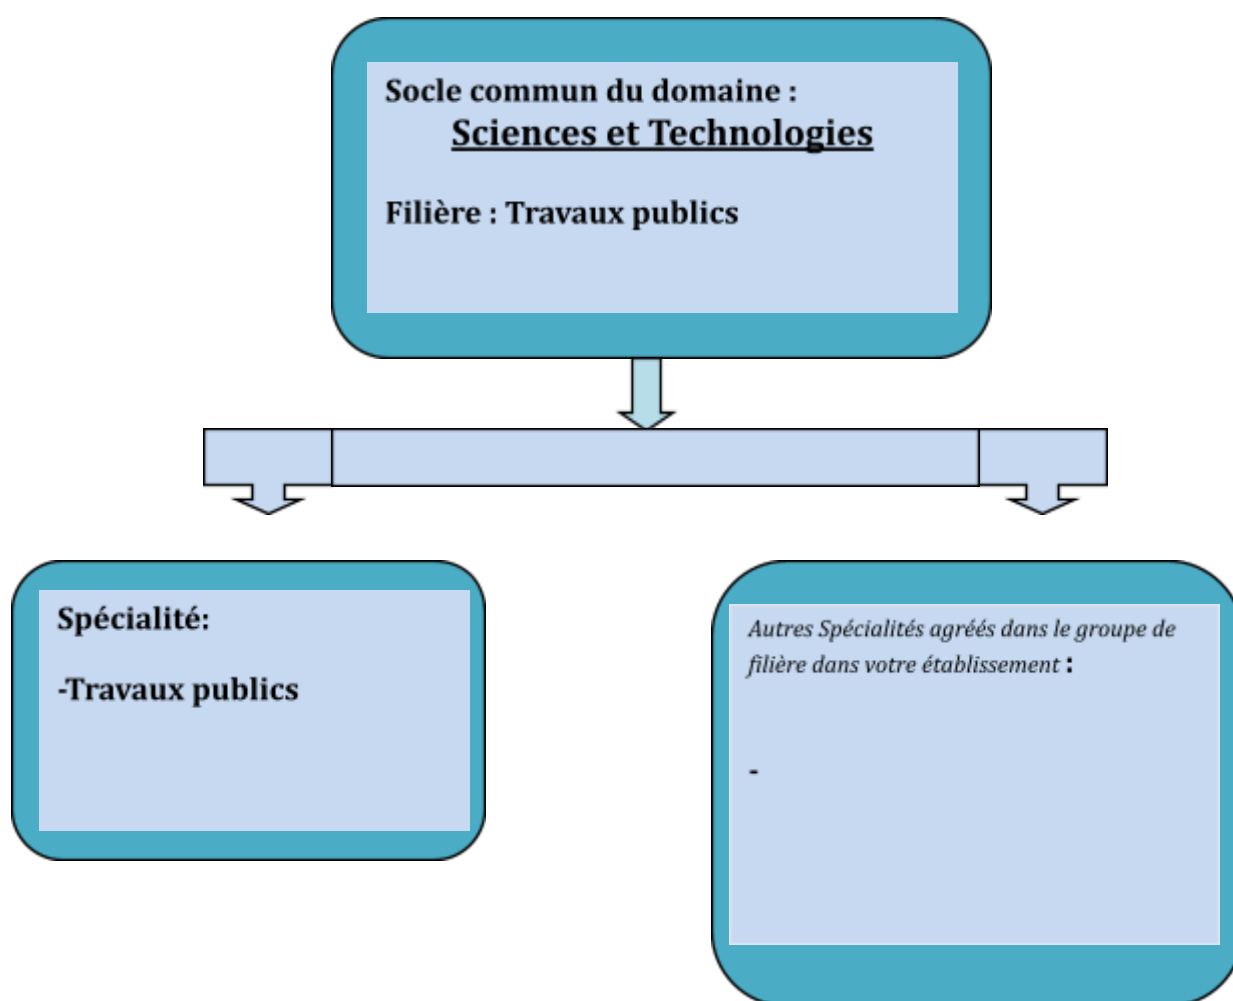 Socle commun du domaine :
Sciences et Technologies
Filière : Travaux publics
Spécialité:
-Travaux publics
Autres Spécialités agréés dans le groupe de
filière dans votre établissement :
-